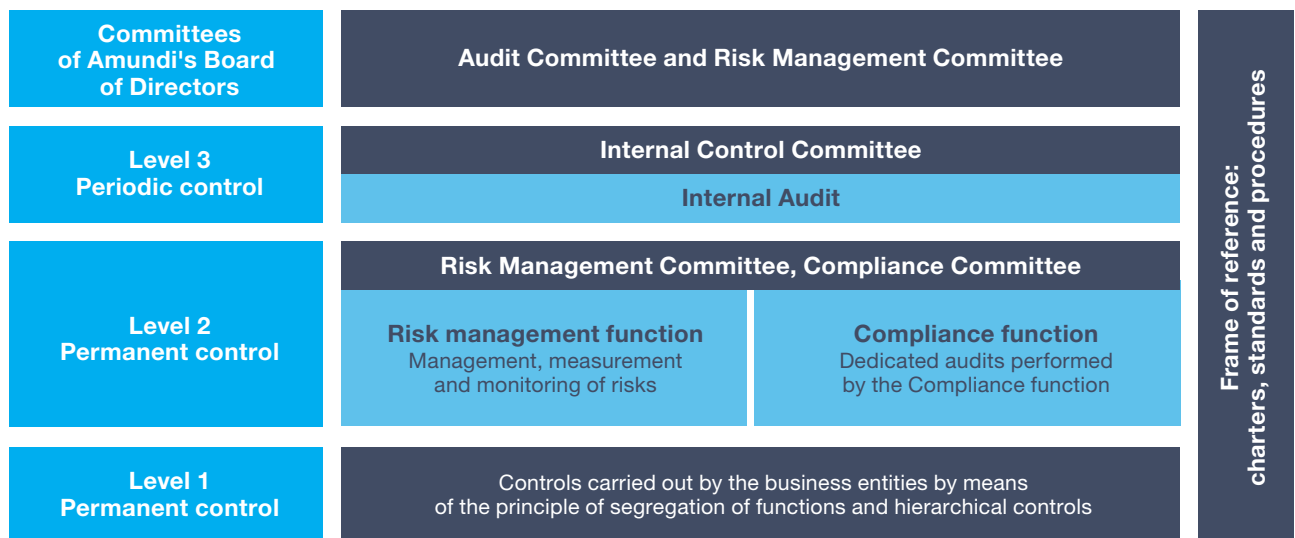 Committees
of Amundi's Board
of Directors
Audit Committee and Risk Management Committee
Level 3
Periodic control
Internal Control Committee
Internal Audit
Level 2
Permanent control
Risk Management Committee, Compliance Committee
Risk management function
Management, measurement
and monitoring of risks
Compliance function
Dedicated audits performed
by the Compliance function
Level 1
Permanent control
Controls carried out by the business entities by means
of the principle of segregation of functions and hierarchical controls
Frame of reference:
charters, standards and procedures